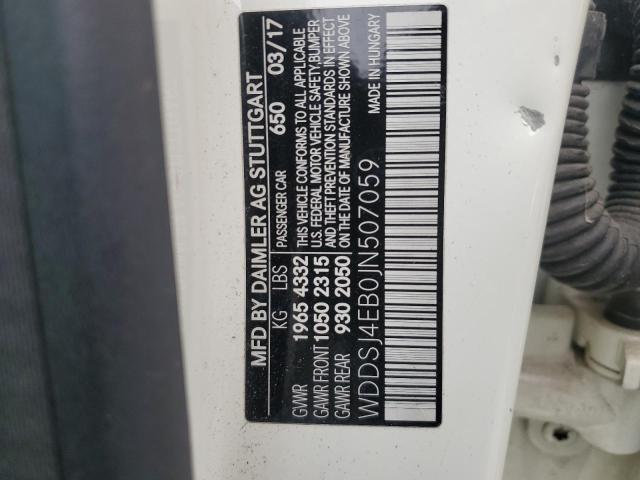 MFD BY DAIMLER AG STUTTGART
KG LBS PASSENGER CAR 650 03/17
GVWR 1965 4332
GAWR FRONT 1050 2315
GAWR REAR 930 2050
THIS VEHICLE CONFORMS TO ALL APPLICABLE
U.S. FEDERAL MOTOR VEHICLE SAFETY, BUMPER
AND THEFT PREVENTION STANDARDS IN EFFECT
ON THE DATE OF MANUFACTURE SHOWN ABOVE
WDDSJ4EB0JN507059 MADE IN HUNGARY